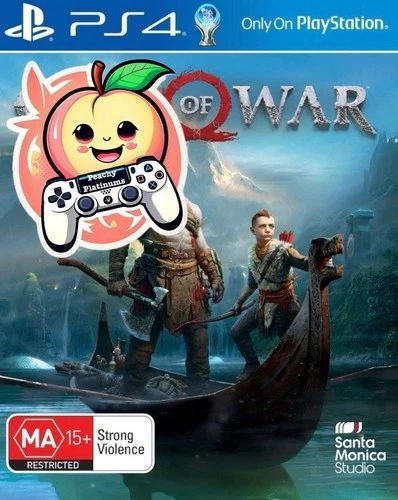 PS4
Only On PlayStation®
OF WAR
Peachy
Platinums
MA 15+
Strong
Violence
RESTRICTED
Santa
Monica
Studio